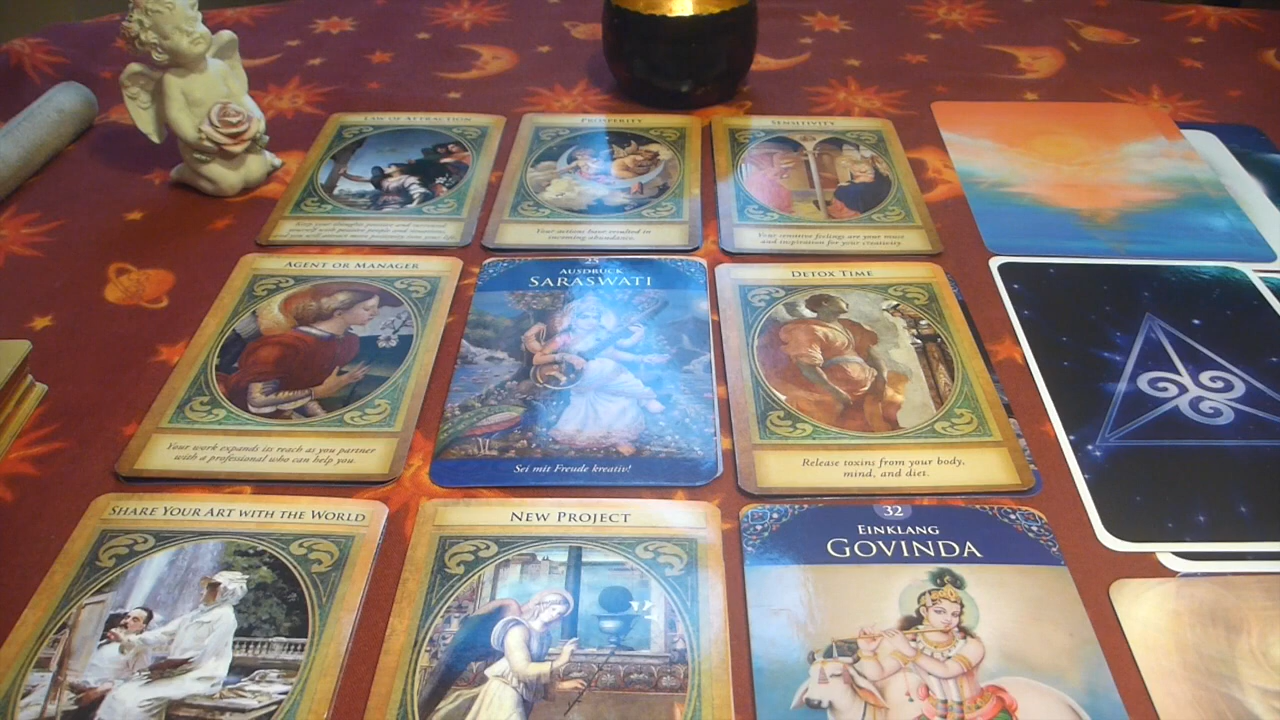 LAW OF ATTRACTION
PROSPERITY
Your actions have resulted in
incoming abundance.
SENSITIVITY
Your sensitive feelings are your muse
and inspiration for your creativity.
AGENT OR MANAGER
Your work expands its reach as you partner
with a professional who can help you.
25
AUSDRUCK
SARASWATI
Sei mit Freude kreativ!
DETOX TIME
Release toxins from your body,
mind, and diet.
SHARE YOUR ART WITH THE WORLD
NEW PROJECT
32
EINKLANG
GOVINDA